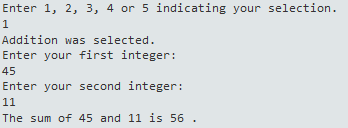 Enter 1, 2, 3, 4 or 5 indicating your selection.
1
Addition was selected.
Enter your first integer:
45
Enter your second integer:
11
The sum of 45 and 11 is 56 .